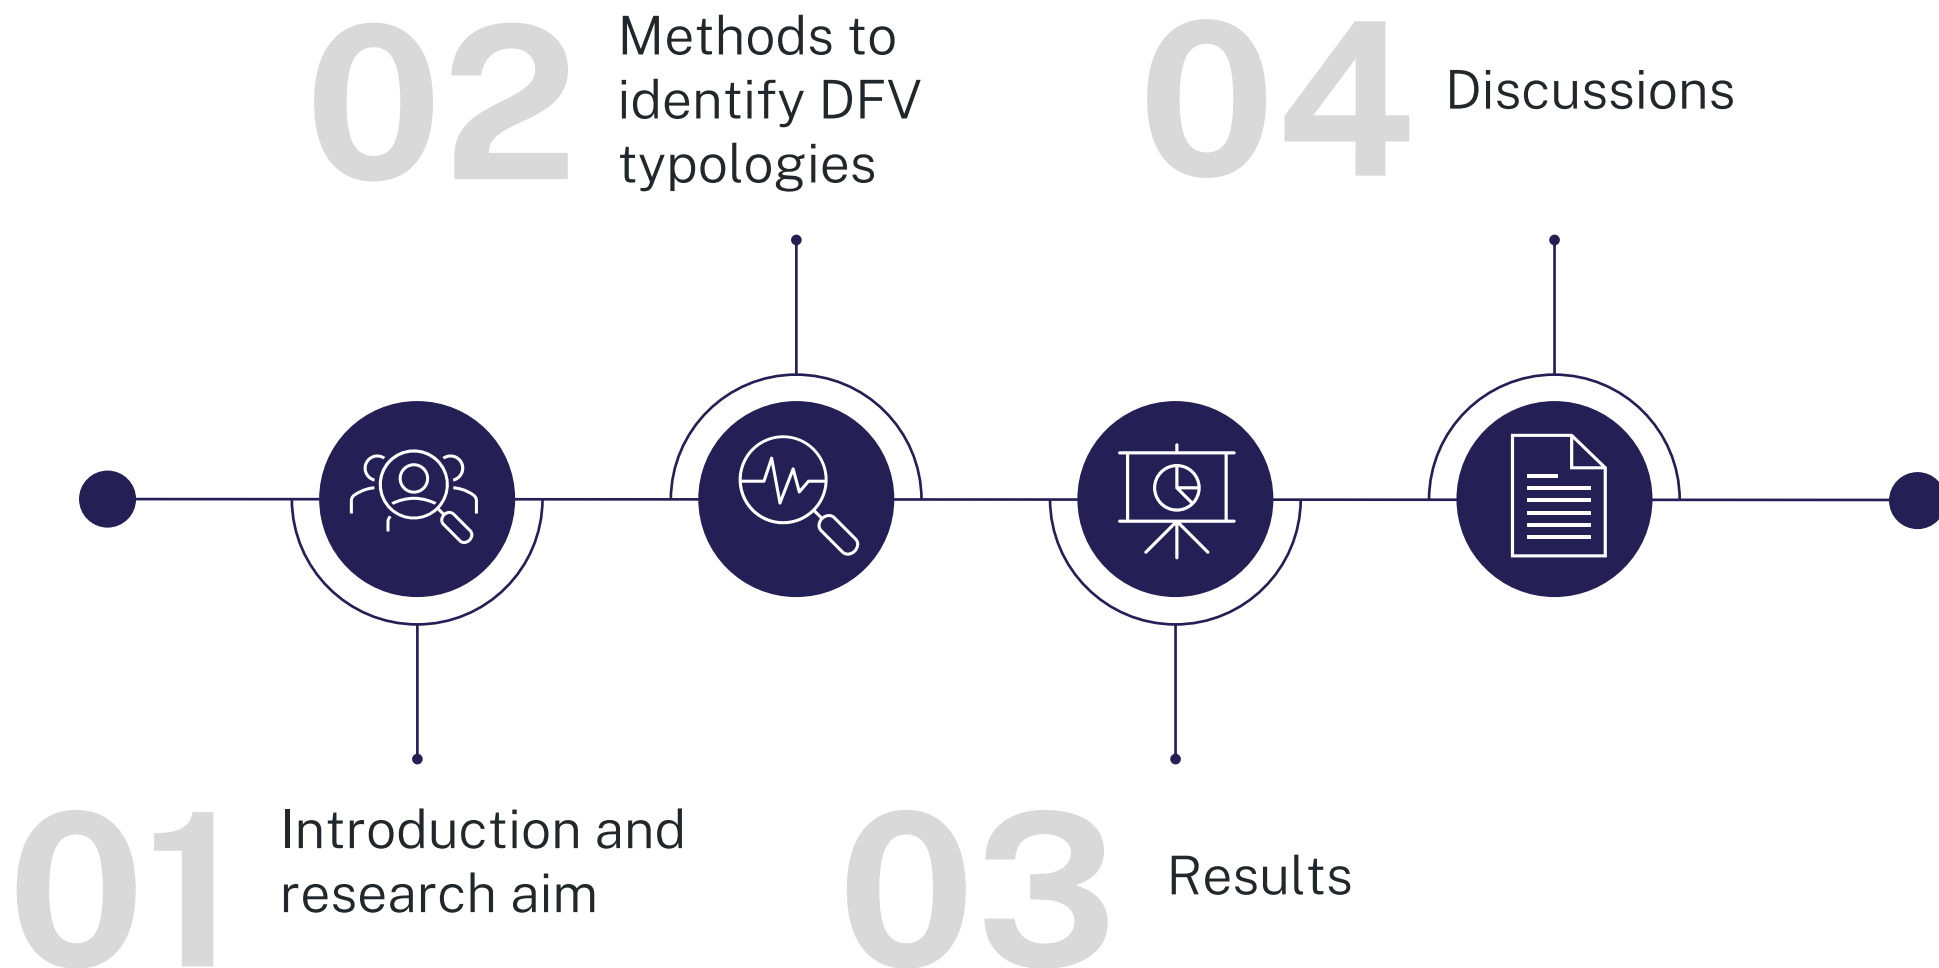 01
Introduction and
research aim
02
Methods to
identify DFV
typologies
03
Results
04
Discussions